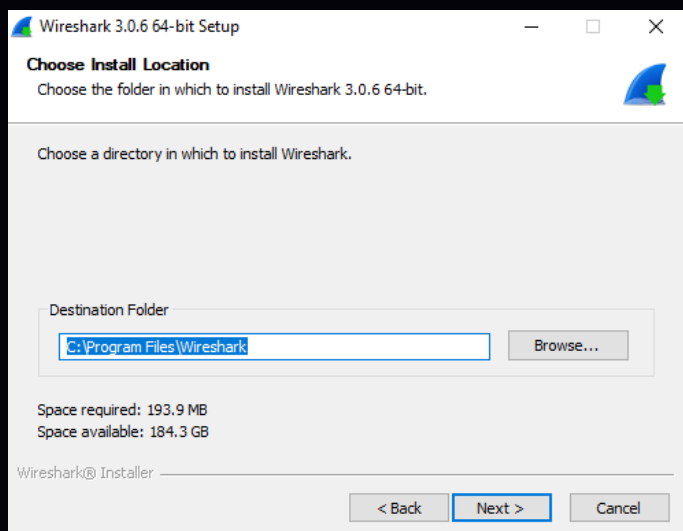 Wireshark 3.0.6 64-bit Setup
Choose Install Location
Choose the folder in which to install Wireshark 3.0.6 64-bit.
Choose a directory in which to install Wireshark.
Destination Folder
C:\Program Files\Wireshark
Browse...
Space required: 193.9 MB
Space available: 184.3 GB
Wireshark® Installer
< Back Next > Cancel